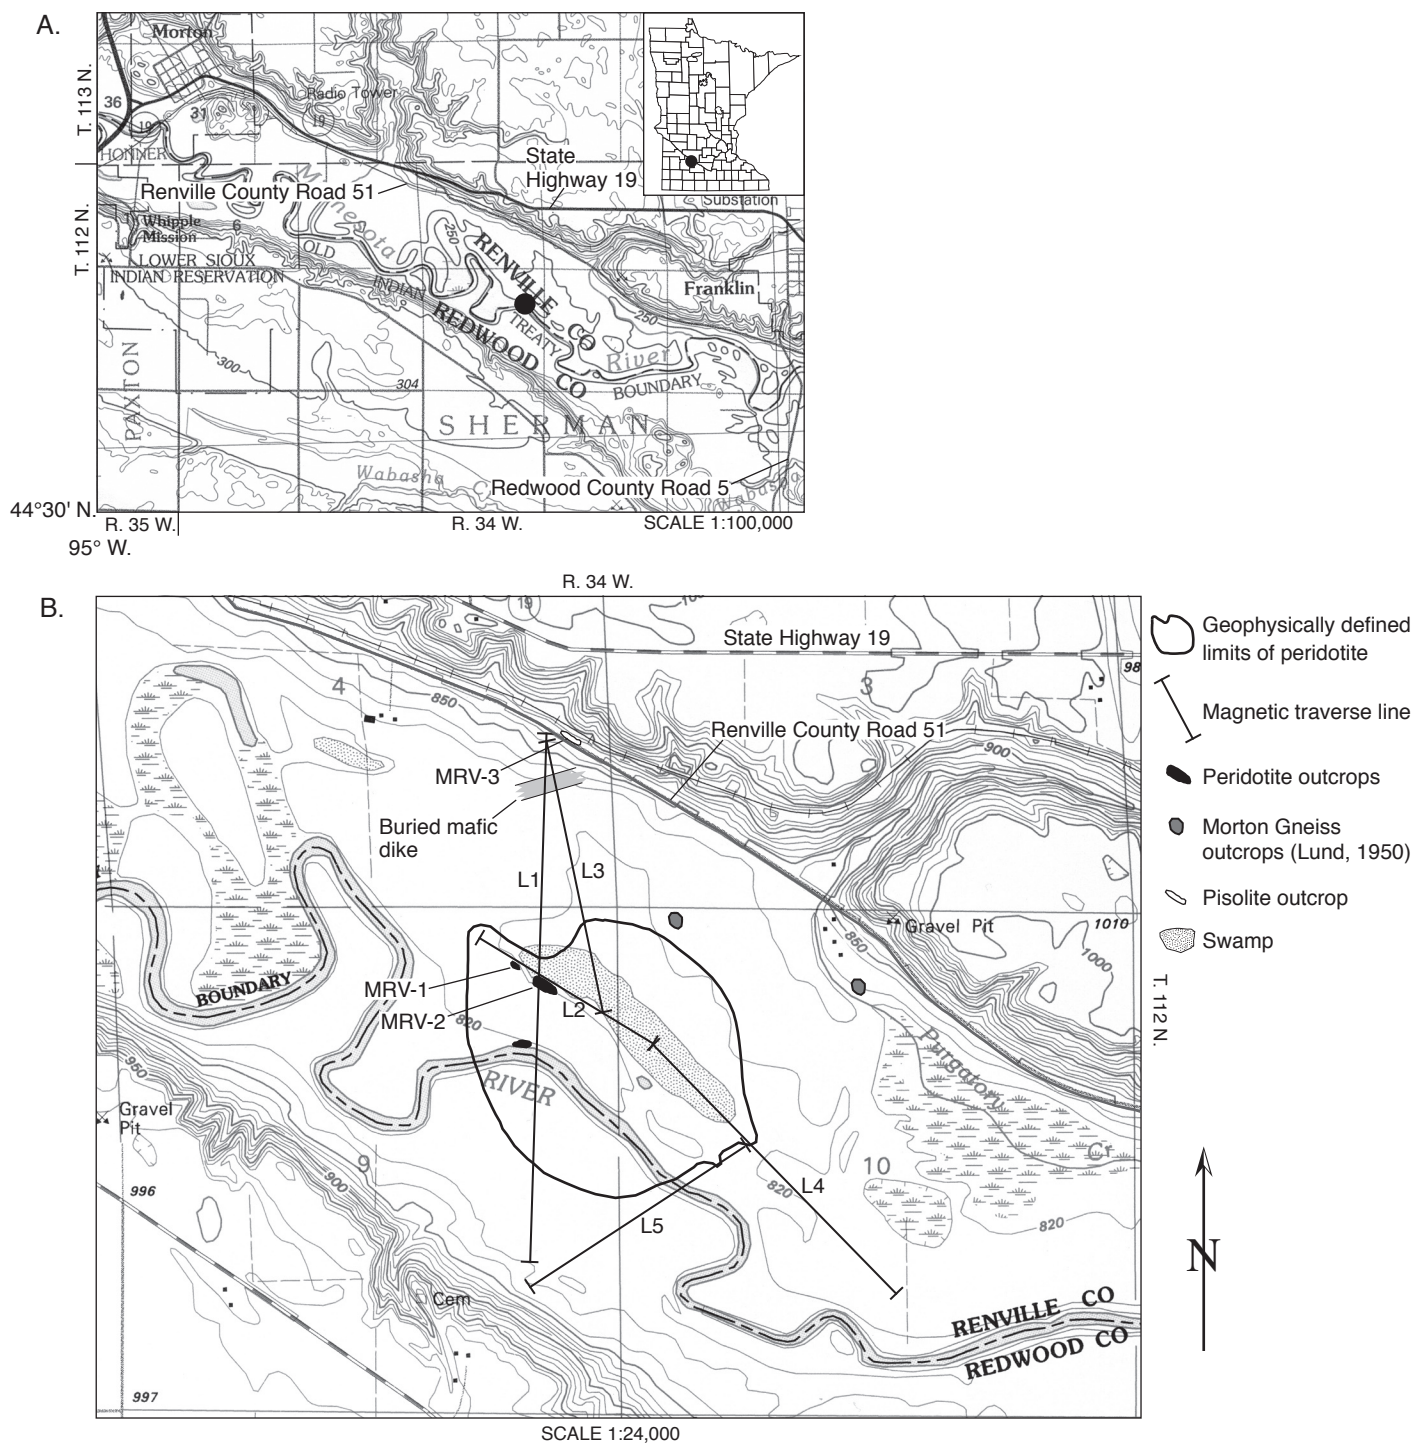 A.
Morton
Radio Tower
T. 113 N.
36
31
19
19
HONNER
State
Highway 19
Renville County Road 51
Minnesota
Substation
T. 112 N.
Whipple
Mission
6
250
OLD
LOWER SIOUX
INDIAN RESERVATION
INDIAN
RENVILLE CO
Franklin
REDWOOD CO
TREATY
250
River
BOUNDARY
300
304
PAXTON
SHERMAN
Wabasha
Redwood County Road 5
Wabasha
44°30' N.
R. 35 W.
R. 34 W.
SCALE 1:100,000
95° W.
R. 34 W.
B.
19
State Highway 19
98
4
3
850
Renville County Road 51
900
MRV-3
Buried mafic
dike
L1
L3
Gravel Pit
1010
850
1000
BOUNDARY
MRV-1
MRV-2
L2
820
T. 112 N.
Purgatory
Cr
RIVER
950
Gravel
Pit
9
10
900
996
820
L4
820
L5
Cem
RENVILLE CO
REDWOOD CO
997
SCALE 1:24,000
Geophysically defined
limits of peridotite
Magnetic traverse line
Peridotite outcrops
Morton Gneiss
outcrops (Lund, 1950)
Pisolite outcrop
Swamp
N